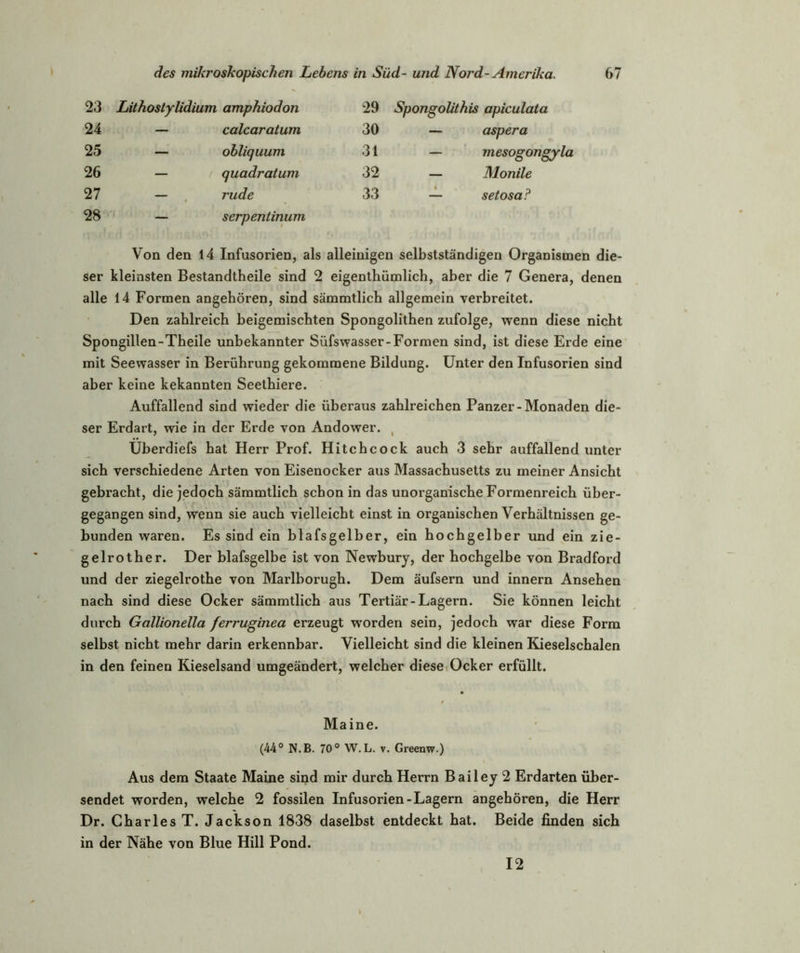 des mikroskopischen Lebens in Süd- und Nord-Amerika. 67
23 Lithostylidium amphiodon 29 Spongolithis apiculata
24 — calcaratum 30 — aspera
25 — obliquum 31 — mesogongyla
26 — quadratum 32 — Monile
27 — rude 33 — setosa?
28 — serpentinum
Von den 14 Infusorien, als alleinigen selbstständigen Organismen die-
ser kleinsten Bestandtheile sind 2 eigenthümlich, aber die 7 Genera, denen
alle 14 Formen angehören, sind sämmtlich allgemein verbreitet.
Den zahlreich beigemischten Spongolithen zufolge, wenn diese nicht
Spongillen-Theile unbekannter Süfswasser-Formen sind, ist diese Erde eine
mit Seewasser in Berührung gekommene Bildung. Unter den Infusorien sind
aber keine kekannten Seethiere.
Auffallend sind wieder die überaus zahlreichen Panzer-Monaden die-
ser Erdart, wie in der Erde von Andower.
Überdiefs hat Herr Prof. Hitchcock auch 3 sehr auffallend unter
sich verschiedene Arten von Eisenocker aus Massachusetts zu meiner Ansicht
gebracht, die jedoch sämmtlich schon in das unorganische Formenreich über-
gegangen sind, wenn sie auch vielleicht einst in organischen Verhältnissen ge-
bunden waren. Es sind ein blafsgelber, ein hochgelber und ein zie-
gelrother. Der blafsgelbe ist von Newbury, der hochgelbe von Bradford
und der ziegelrothe von Marlborugh. Dem äufsern und innern Ansehen
nach sind diese Ocker sämmtlich aus Tertiär-Lagern. Sie können leicht
durch Gallionella ferruginea erzeugt worden sein, jedoch war diese Form
selbst nicht mehr darin erkennbar. Vielleicht sind die kleinen Kieselschalen
in den feinen Kieselsand umgeändert, welcher diese Ocker erfüllt.
Maine.
(44° N.B. 70° W.L. v. Greenw.)
Aus dem Staate Maine sind mir durch Herrn Bailey 2 Erdarten über-
sendet worden, welche 2 fossilen Infusorien-Lagern angehören, die Herr
Dr. Charles T. Jackson 1838 daselbst entdeckt hat. Beide finden sich
in der Nähe von Blue Hill Pond.
I2